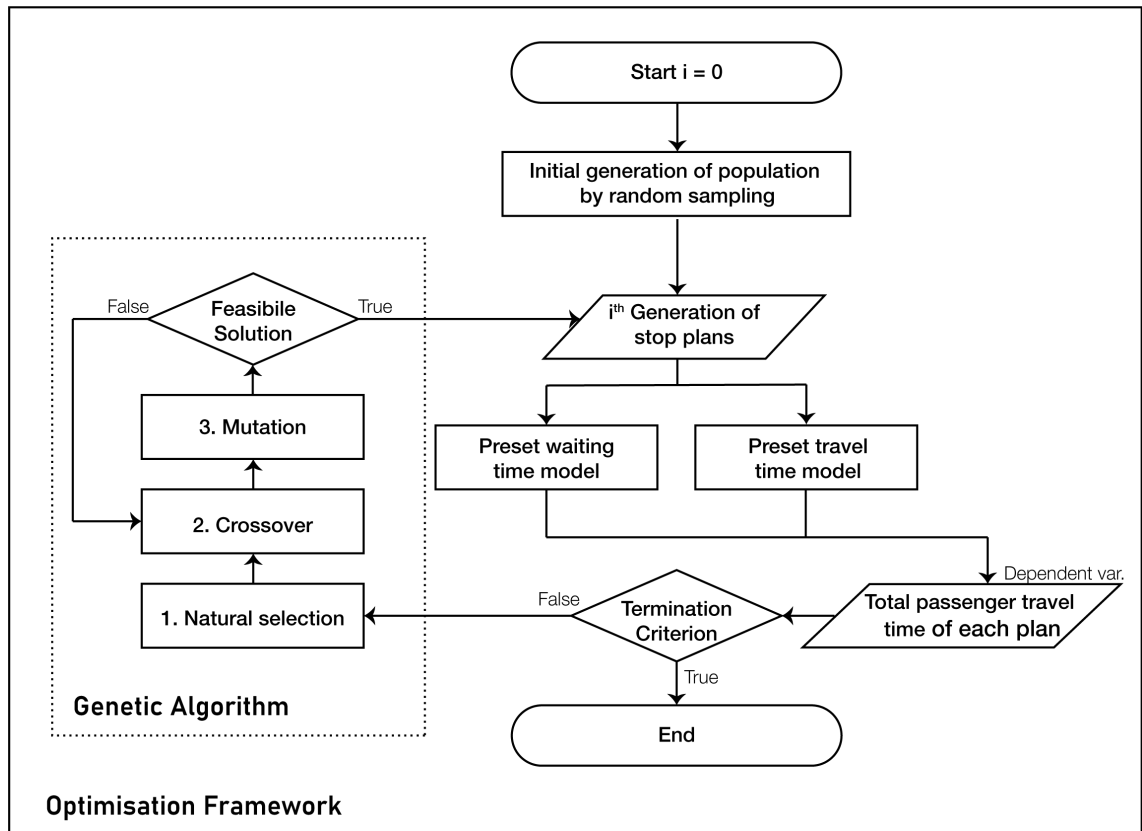 Start i = 0
Initial generation of population
by random sampling
False
Feasibile
Solution
True
iᵗʰ Generation of
stop plans
3. Mutation
Preset waiting
time model
Preset travel
time model
2. Crossover
Dependent var.
1. Natural selection
False
Termination
Criterion
Total passenger travel
time of each plan
True
Genetic Algorithm
End
Optimisation Framework